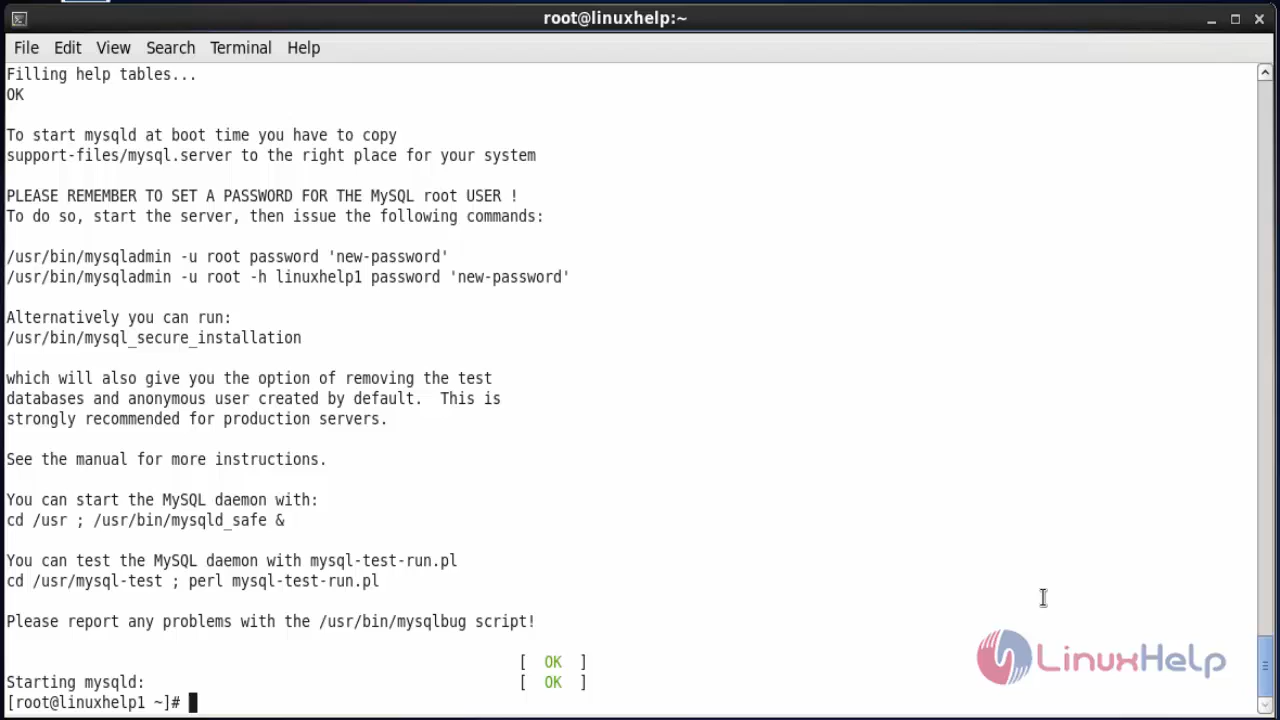 root@linuxhelp:~
File Edit View Search Terminal Help
Filling help tables...
OK
To start mysqld at boot time you have to copy
support-files/mysql.server to the right place for your system
PLEASE REMEMBER TO SET A PASSWORD FOR THE MySQL root USER !
To do so, start the server, then issue the following commands:
/usr/bin/mysqladmin -u root password 'new-password'
/usr/bin/mysqladmin -u root -h linuxhelp1 password 'new-password'
Alternatively you can run:
/usr/bin/mysql_secure_installation
which will also give you the option of removing the test
databases and anonymous user created by default.  This is
strongly recommended for production servers.
See the manual for more instructions.
You can start the MySQL daemon with:
cd /usr ; /usr/bin/mysqld_safe &
You can test the MySQL daemon with mysql-test-run.pl
cd /usr/mysql-test ; perl mysql-test-run.pl
Please report any problems with the /usr/bin/mysqlbug script!
[  OK  ]
Starting mysqld: [  OK  ]
[root@linuxhelp1 ~]#
LinuxHelp